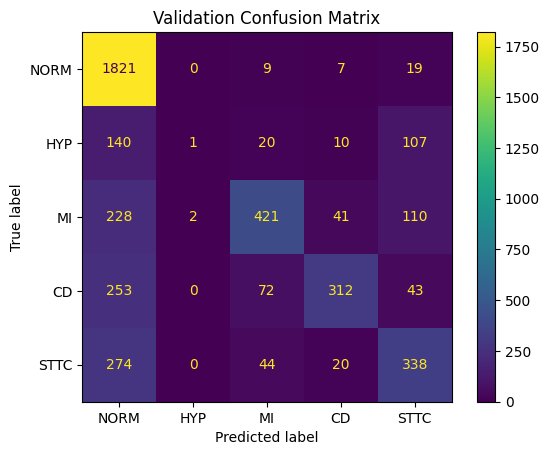 Validation Confusion Matrix
NORM 1821 0 9 7 19
HYP 140 1 20 10 107
MI 228 2 421 41 110
CD 253 0 72 312 43
STTC 274 0 44 20 338
NORM HYP MI CD STTC
Predicted label
True label
1750
1500
1250
1000
750
500
250
0